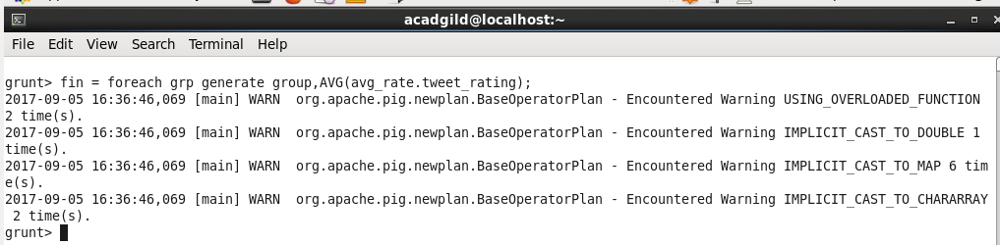 acadgild@localhost:~
File Edit View Search Terminal Help
grunt> fin = foreach grp generate group,AVG(avg_rate.tweet_rating);
2017-09-05 16:36:46,069 [main] WARN  org.apache.pig.newplan.BaseOperatorPlan - Encountered Warning USING_OVERLOADED_FUNCTION
2 time(s).
2017-09-05 16:36:46,069 [main] WARN  org.apache.pig.newplan.BaseOperatorPlan - Encountered Warning IMPLICIT_CAST_TO_DOUBLE 1
time(s).
2017-09-05 16:36:46,069 [main] WARN  org.apache.pig.newplan.BaseOperatorPlan - Encountered Warning IMPLICIT_CAST_TO_MAP 6 tim
e(s).
2017-09-05 16:36:46,069 [main] WARN  org.apache.pig.newplan.BaseOperatorPlan - Encountered Warning IMPLICIT_CAST_TO_CHARARRAY
 2 time(s).
grunt>